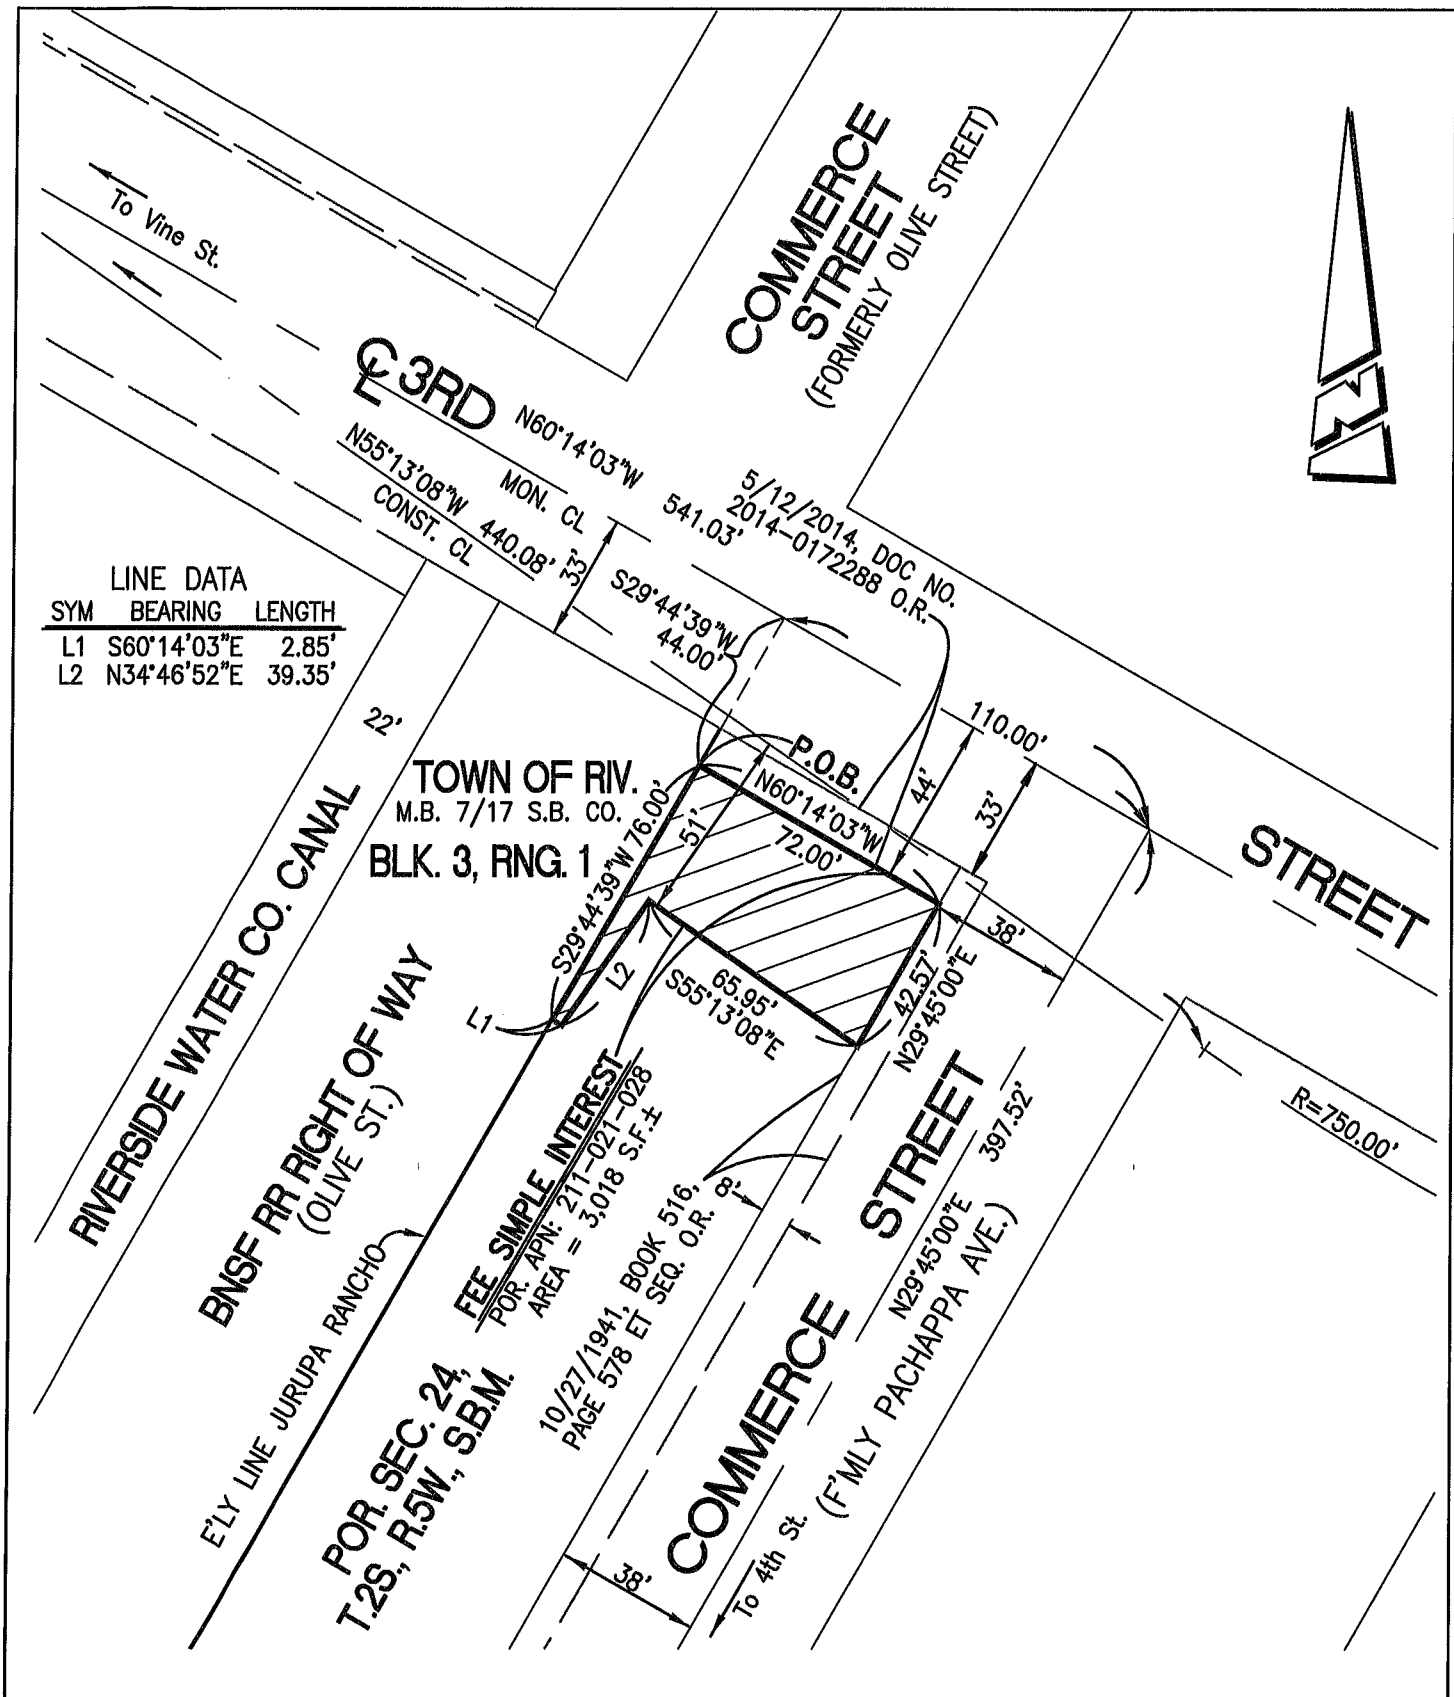 COMMERCE
STREET
(FORMERLY OLIVE STREET)
To Vine St.
N
CL 3RD
N60°14'03"W
541.03'
MON. CL
N55°13'08"W 440.08'
CONST. CL
33'
5/12/2014, DOC NO.
2014-0172288 O.R.
S29°44'39"W
44.00'
LINE DATA
SYM BEARING LENGTH
L1 S60°14'03"E 2.85'
L2 N34°46'52"E 39.35'
22'
110.00'
P.O.B.
44'
33'
TOWN OF RIV.
M.B. 7/17 S.B. CO.
BLK. 3, RNG. 1
N60°14'03"W
72.00'
51'
S29°44'39"W 76.00'
STREET
RIVERSIDE WATER CO. CANAL
38'
L2
65.95'
S55°13'08"E
42.57'
N29°45'00"E
L1
BNSF RR RIGHT OF WAY
(OLIVE ST.)
FEE SIMPLE INTEREST
POR. APN: 211-021-028
AREA = 3,018 S.F.±
R=750.00'
STREET
397.52'
N29°45'00"E
8'
10/27/1941, BOOK 516,
PAGE 578 ET SEQ. O.R.
E'LY LINE JURUPA RANCHO
COMMERCE
(F'MLY PACHAPPA AVE.)
POR. SEC. 24,
T.2S., R.5W., S.B.M.
38'
To 4th St.